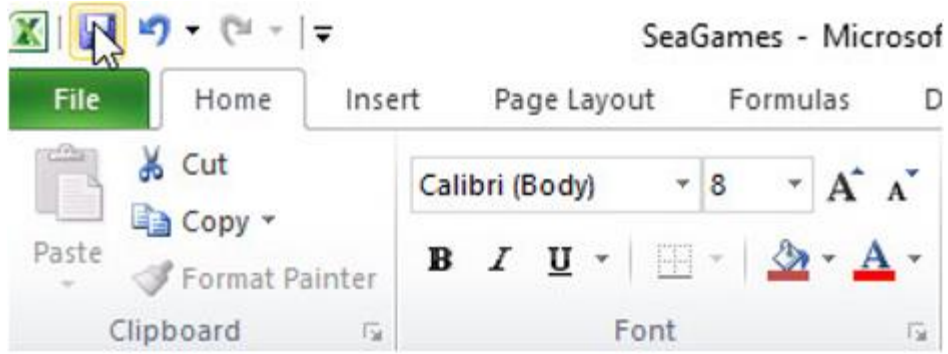 SeaGames - Microsof
File Home Insert Page Layout Formulas D
Cut
Calibri (Body) 8 A A
Copy
Paste
B I U A
Format Painter
Clipboard Font